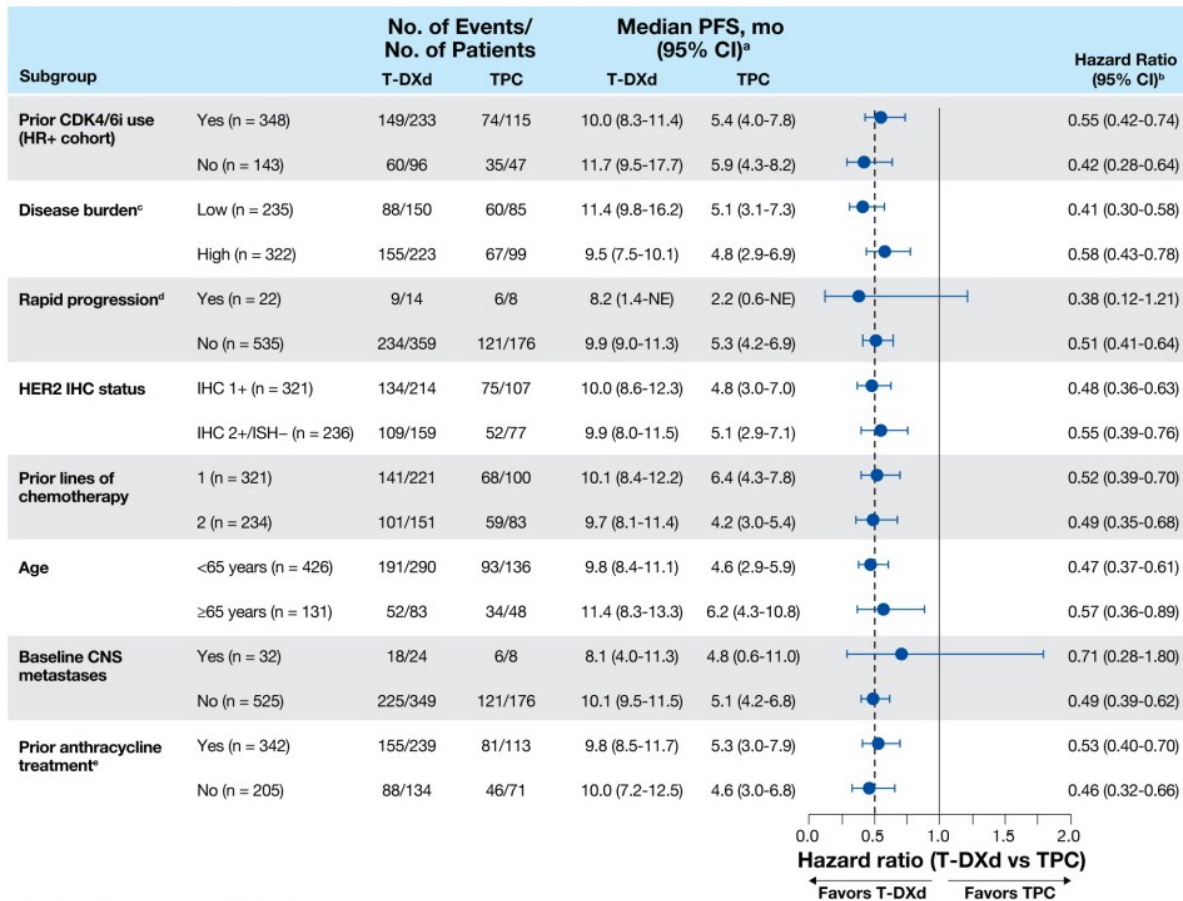 No. of Events/ Median PFS, mo
No. of Patients (95% CI)ᵃ Hazard Ratio
Subgroup T-DXd TPC T-DXd TPC (95% CI)ᵇ
Prior CDK4/6i use Yes (n = 348) 149/233 74/115 10.0 (8.3-11.4) 5.4 (4.0-7.8) 0.55 (0.42-0.74)
(HR+ cohort)
No (n = 143) 60/96 35/47 11.7 (9.5-17.7) 5.9 (4.3-8.2) 0.42 (0.28-0.64)
Disease burdenᶜ Low (n = 235) 88/150 60/85 11.4 (9.8-16.2) 5.1 (3.1-7.3) 0.41 (0.30-0.58)
High (n = 322) 155/223 67/99 9.5 (7.5-10.1) 4.8 (2.9-6.9) 0.58 (0.43-0.78)
Rapid progressionᵈ Yes (n = 22) 9/14 6/8 8.2 (1.4-NE) 2.2 (0.6-NE) 0.38 (0.12-1.21)
No (n = 535) 234/359 121/176 9.9 (9.0-11.3) 5.3 (4.2-6.9) 0.51 (0.41-0.64)
HER2 IHC status IHC 1+ (n = 321) 134/214 75/107 10.0 (8.6-12.3) 4.8 (3.0-7.0) 0.48 (0.36-0.63)
IHC 2+/ISH− (n = 236) 109/159 52/77 9.9 (8.0-11.5) 5.1 (2.9-7.1) 0.55 (0.39-0.76)
Prior lines of 1 (n = 321) 141/221 68/100 10.1 (8.4-12.2) 6.4 (4.3-7.8) 0.52 (0.39-0.70)
chemotherapy
2 (n = 234) 101/151 59/83 9.7 (8.1-11.4) 4.2 (3.0-5.4) 0.49 (0.35-0.68)
Age <65 years (n = 426) 191/290 93/136 9.8 (8.4-11.1) 4.6 (2.9-5.9) 0.47 (0.37-0.61)
≥65 years (n = 131) 52/83 34/48 11.4 (8.3-13.3) 6.2 (4.3-10.8) 0.57 (0.36-0.89)
Baseline CNS Yes (n = 32) 18/24 6/8 8.1 (4.0-11.3) 4.8 (0.6-11.0) 0.71 (0.28-1.80)
metastases
No (n = 525) 225/349 121/176 10.1 (9.5-11.5) 5.1 (4.2-6.8) 0.49 (0.39-0.62)
Prior anthracycline Yes (n = 342) 155/239 81/113 9.8 (8.5-11.7) 5.3 (3.0-7.9) 0.53 (0.40-0.70)
treatmentᵉ
No (n = 205) 88/134 46/71 10.0 (7.2-12.5) 4.6 (3.0-6.8) 0.46 (0.32-0.66)
0.0 0.5 1.0 1.5 2.0
Hazard ratio (T-DXd vs TPC)
Favors T-DXd Favors TPC